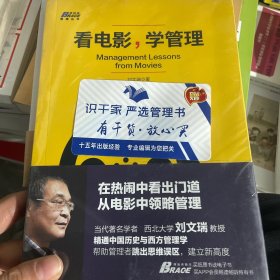 BRACE
看电影，学管理
Management Lessons
from Movies
识干家 严选管理书
有干货·放心买
十五年出版经验 专业编辑为您把关
在热闹中看出门道
从电影中领略管理
当代著名学者 西北大学 刘文瑞 教授
精通中国历史与西方管理学
帮助管理者跳出思维误区，建立新高度
BRACE